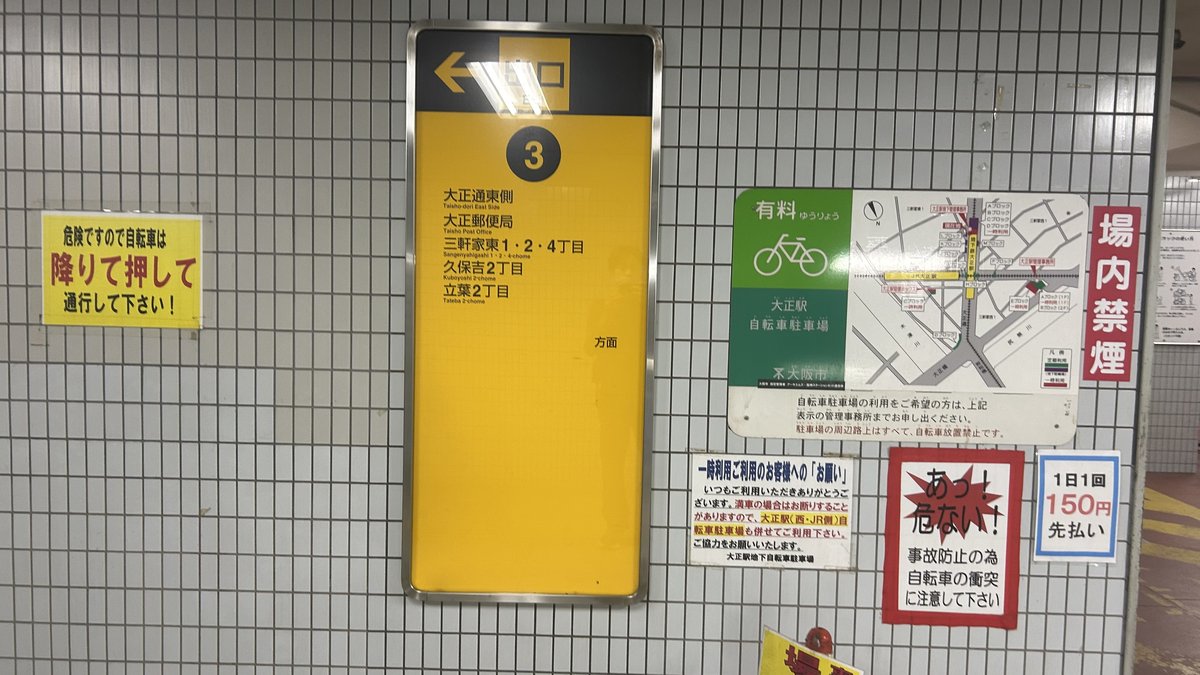 危険ですので自転車は
降りて押して
通行して下さい！
出口
3
大正通東側
Taisho-dori East Side
大正郵便局
Taisho Post Office
三軒家東1・2・4丁目
Sangenyahigashi 1・2・4-chome
久保吉2丁目
Kuboyoshi 2-chome
立葉2丁目
Tateba 2-chome
方面
有料 ゆうりょう
大正駅
自転車駐車場
大阪市
自転車駐車場の利用をご希望の方は、上記
表示の管理事務所までお申し出ください。
駐車場の周辺路上はすべて、自転車放置禁止です。
場内禁煙
一時利用ご利用のお客様への「お願い」
いつもご利用いただきありがとうご
ざいます。満車の場合はお断りすること
がありますので、大正駅（西・JR側）自
転車駐車場も併せてご利用下さい。
ご協力をお願いいたします。
大正駅地下自転車駐車場
あっ！
危ない！
事故防止の為
自転車の衝突
に注意して下さい
1日1回
150円
先払い